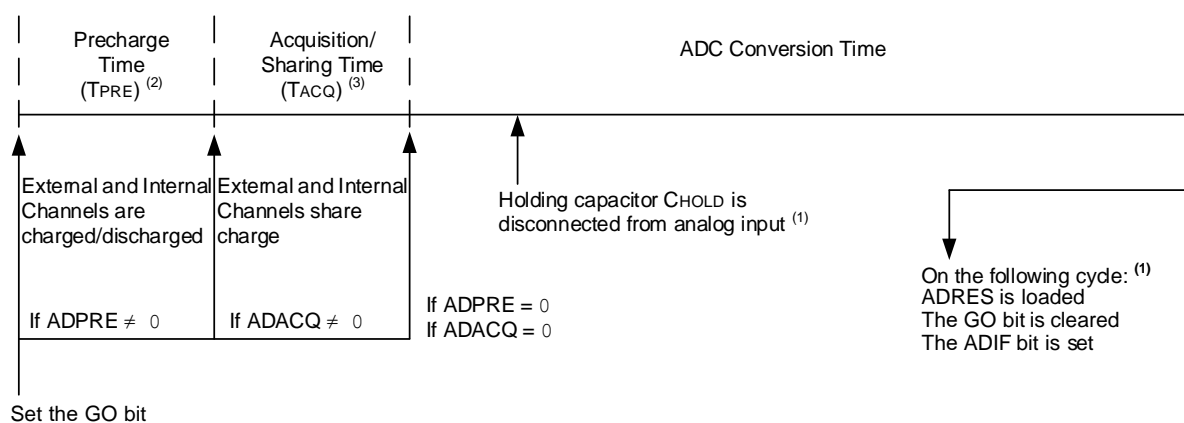 Precharge
Time
(TPRE) (2)
Acquisition/
Sharing Time
(TACQ) (3)
ADC Conversion Time
External and Internal
Channels are
charged/discharged
External and Internal
Channels share
charge
Holding capacitor CHOLD is
disconnected from analog input (1)
If ADPRE ≠ 0
If ADACQ ≠ 0
If ADPRE = 0
If ADACQ = 0
On the following cycle: (1)
ADRES is loaded
The GO bit is cleared
The ADIF bit is set
Set the GO bit